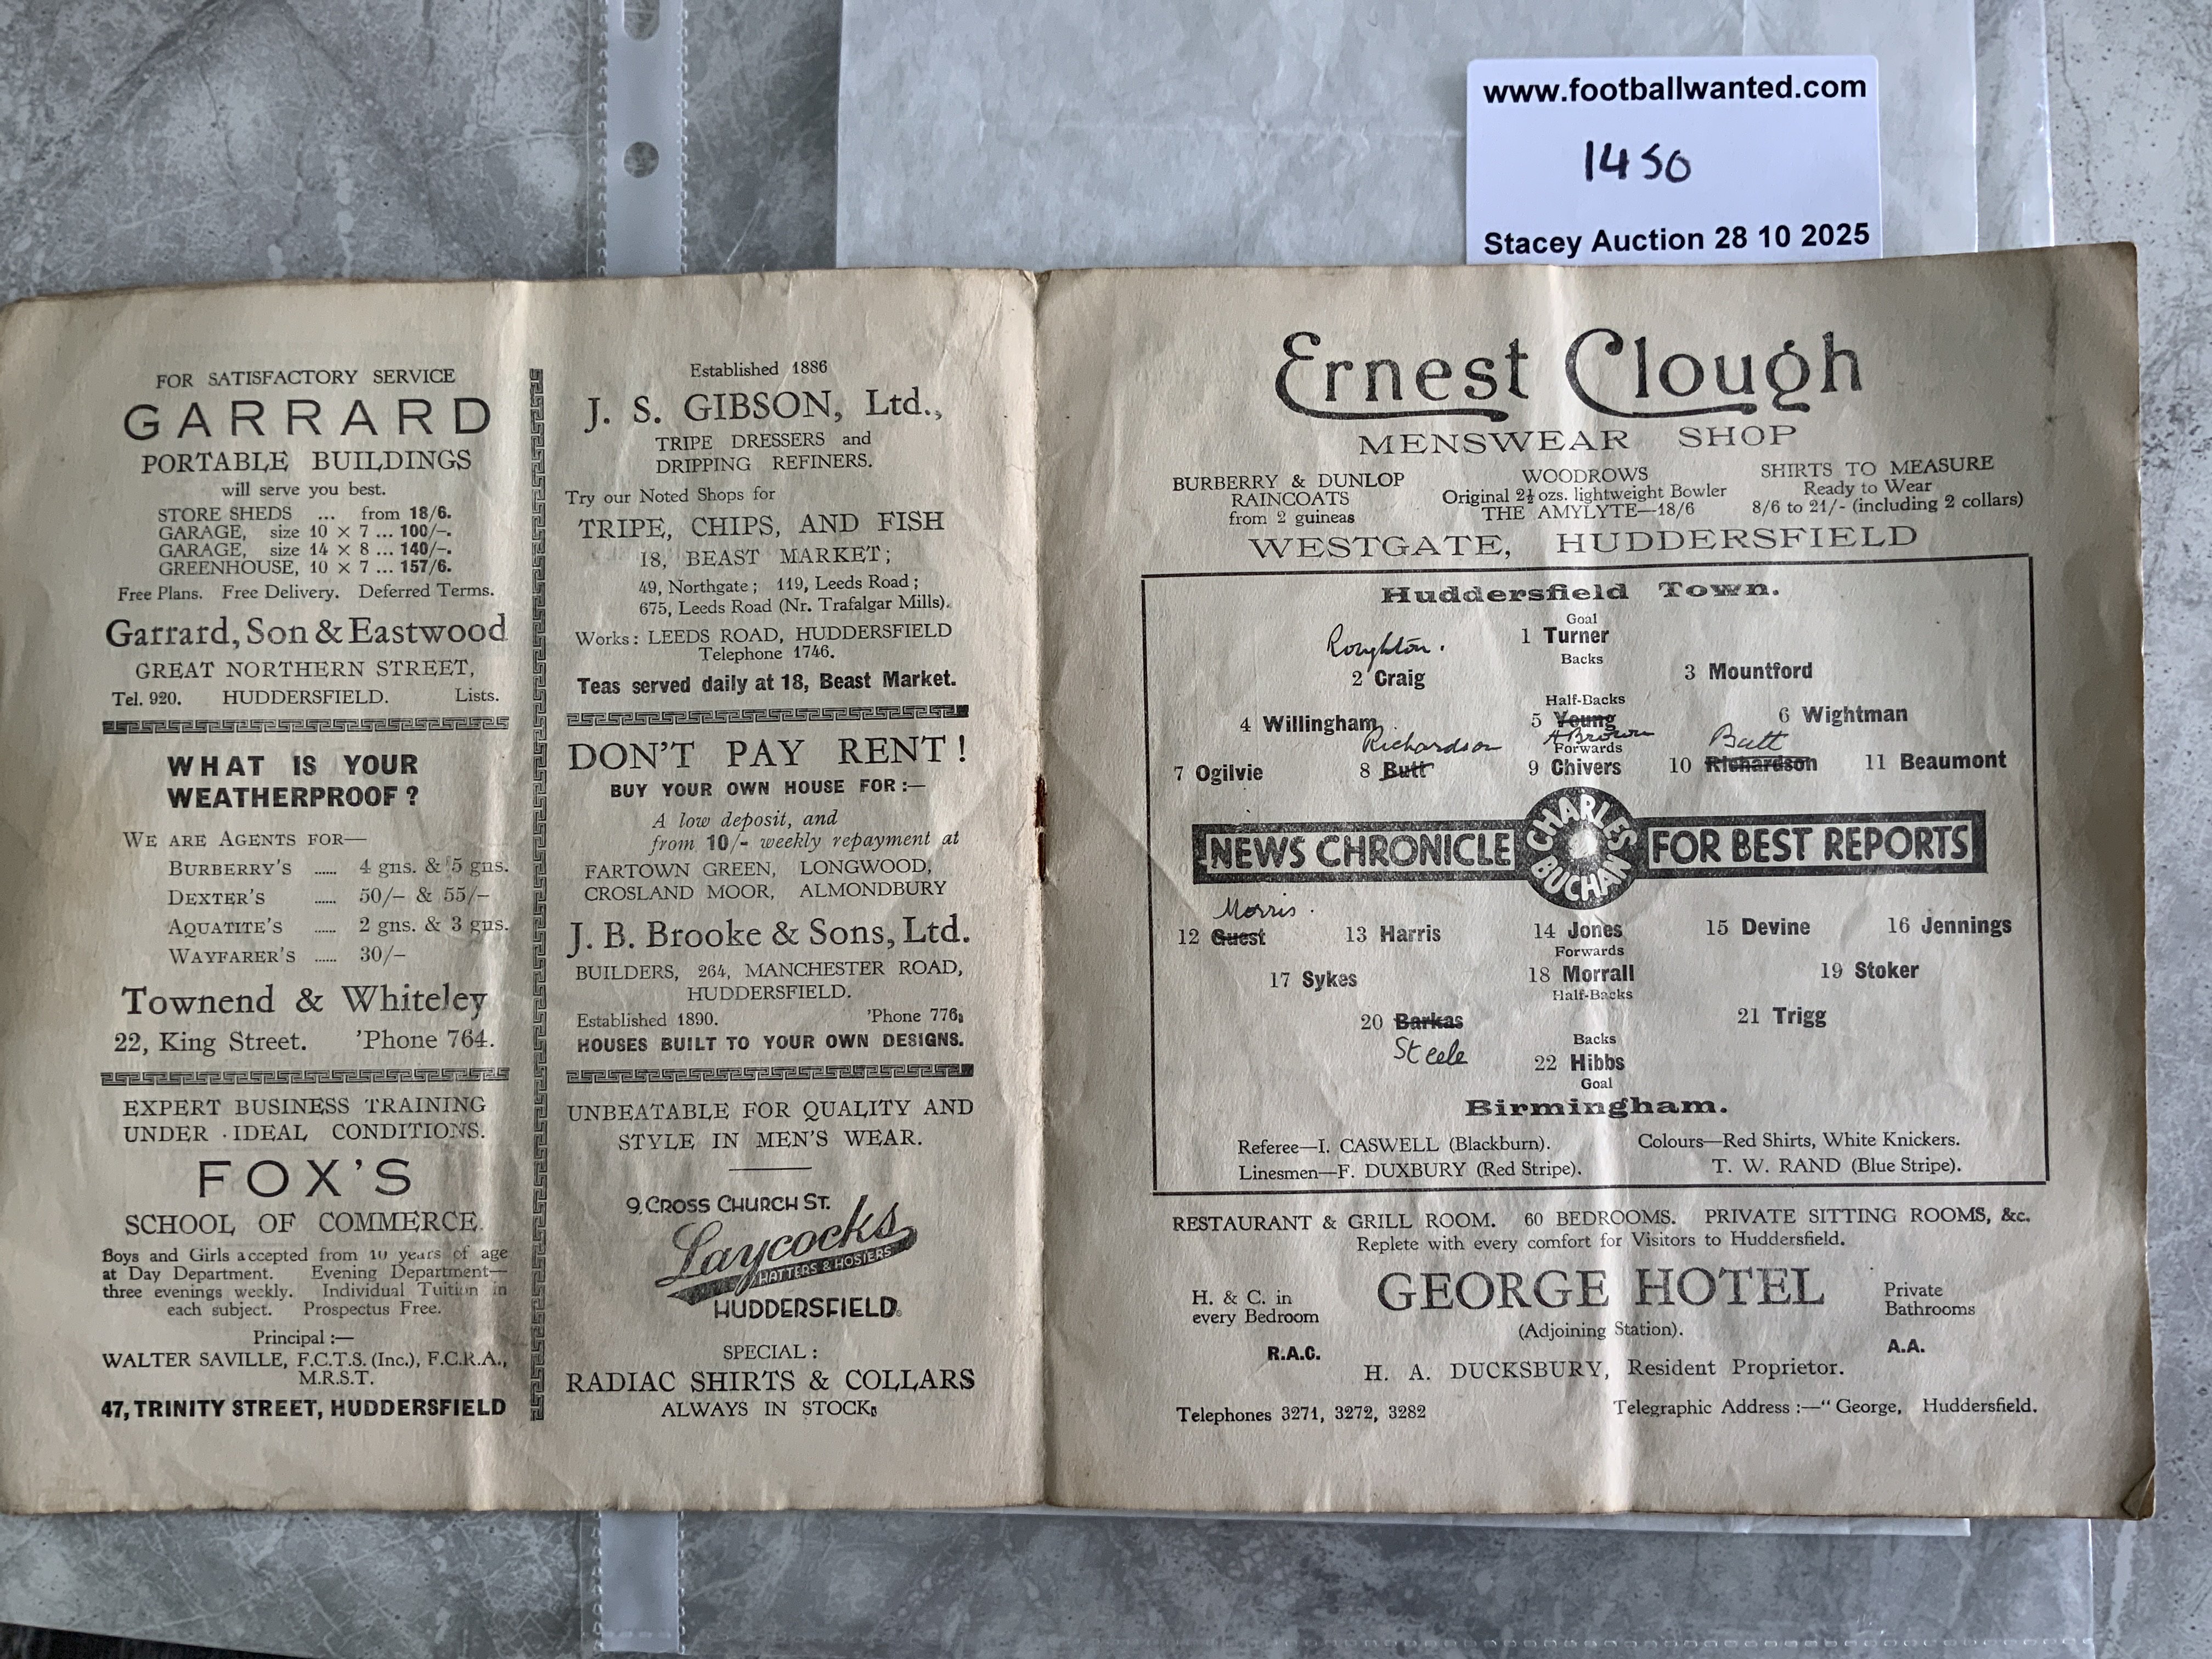 www.footballwanted.com
1450
Stacey Auction 28 10 2025
FOR SATISFACTORY SERVICE
GARRARD
PORTABLE BUILDINGS
will serve you best.
STORE SHEDS ... from 18/6.
GARAGE, size 10 × 7 ... 100/-.
GARAGE, size 14 × 8 ... 140/-.
GREENHOUSE, 10 × 7 ... 157/6.
Free Plans. Free Delivery. Deferred Terms.
Garrard, Son & Eastwood
GREAT NORTHERN STREET,
Tel. 920. HUDDERSFIELD. Lists.
WHAT IS YOUR
WEATHERPROOF?
WE ARE AGENTS FOR—
BURBERRY'S ...... 4 gns. & 5 gns.
DEXTER'S ...... 50/- & 55/-
AQUATITE'S ...... 2 gns. & 3 gns.
WAYFARER'S ...... 30/-
Townend & Whiteley
22, King Street. 'Phone 764.
EXPERT BUSINESS TRAINING
UNDER IDEAL CONDITIONS.
FOX'S
SCHOOL OF COMMERCE
Boys and Girls accepted from 10 years of age
at Day Department. Evening Department—
three evenings weekly. Individual Tuition in
each subject. Prospectus Free.
Principal :—
WALTER SAVILLE, F.C.T.S. (Inc.), F.C.R.A.,
M.R.S.T.
47, TRINITY STREET, HUDDERSFIELD
Established 1886
J. S. GIBSON, Ltd.,
TRIPE DRESSERS and
DRIPPING REFINERS.
Try our Noted Shops for
TRIPE, CHIPS, AND FISH
18, BEAST MARKET;
49, Northgate; 119, Leeds Road;
675, Leeds Road (Nr. Trafalgar Mills).
Works: LEEDS ROAD, HUDDERSFIELD
Telephone 1746.
Teas served daily at 18, Beast Market.
DON'T PAY RENT!
BUY YOUR OWN HOUSE FOR:—
A low deposit, and
from 10/- weekly repayment at
FARTOWN GREEN, LONGWOOD,
CROSLAND MOOR, ALMONDBURY
J. B. Brooke & Sons, Ltd.
BUILDERS, 264, MANCHESTER ROAD,
HUDDERSFIELD.
Established 1890. 'Phone 776.
HOUSES BUILT TO YOUR OWN DESIGNS.
UNBEATABLE FOR QUALITY AND
STYLE IN MEN'S WEAR.
9, CROSS CHURCH ST.
Laycocks
HATTERS & HOSIERS
HUDDERSFIELD.
SPECIAL :
RADIAC SHIRTS & COLLARS
ALWAYS IN STOCK.
Ernest Clough
MENSWEAR SHOP
BURBERRY & DUNLOP
RAINCOATS
from 2 guineas
WOODROWS
Original 2½ ozs. lightweight Bowler
THE AMYLYTE—18/6
SHIRTS TO MEASURE
Ready to Wear
8/6 to 21/- (including 2 collars)
WESTGATE, HUDDERSFIELD
Huddersfield Town.
Goal
1 Turner
Roughton.
Backs
2 Craig 3 Mountford
Half-Backs
4 Willingham 5 Young 6 Wightman
Richardson A Brown Butt
Forwards
7 Ogilvie 8 Butt 9 Chivers 10 Richardson 11 Beaumont
NEWS CHRONICLE CHARLES BUCHAN FOR BEST REPORTS
Morris.
12 Guest 13 Harris 14 Jones 15 Devine 16 Jennings
Forwards
17 Sykes 18 Morrall 19 Stoker
Half-Backs
20 Barkas 21 Trigg
Steele
Backs
22 Hibbs
Goal
Birmingham.
Referee—I. CASWELL (Blackburn). Colours—Red Shirts, White Knickers.
Linesmen—F. DUXBURY (Red Stripe). T. W. RAND (Blue Stripe).
RESTAURANT & GRILL ROOM. 60 BEDROOMS. PRIVATE SITTING ROOMS, &c.
Replete with every comfort for Visitors to Huddersfield.
GEORGE HOTEL
H. & C. in
every Bedroom
Private
Bathrooms
(Adjoining Station).
R.A.C. A.A.
H. A. DUCKSBURY, Resident Proprietor.
Telephones 3271, 3272, 3282 Telegraphic Address :—" George, Huddersfield.